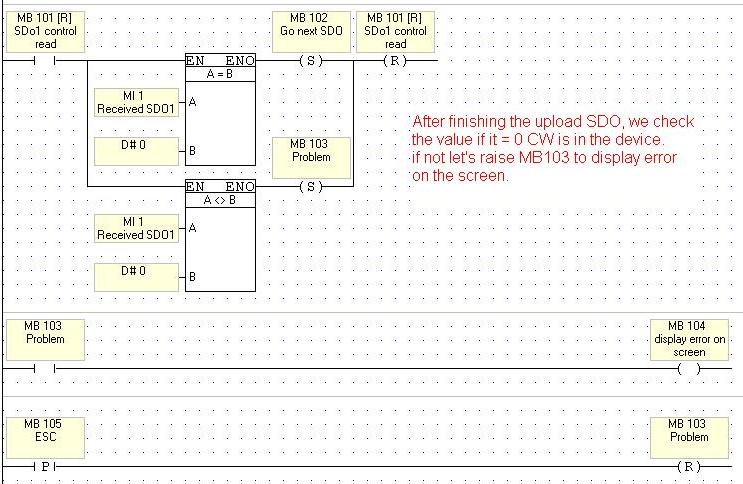 MB 101 [R]
SDo1 control
read
MB 102
Go next SDO
MB 101 [R]
SDo1 control
read
( S )
( R )
EN ENO
A = B
MI 1
Received SDO1
A
D# 0
B
MB 103
Problem
( S )
After finishing the upload SDO, we check
the value if it = 0 CW is in the device.
if not let's raise MB103 to display error
on the screen.
EN ENO
A <> B
MI 1
Received SDO1
A
D# 0
B
MB 103
Problem
MB 104
display error on
screen
( )
MB 105
ESC
P
MB 103
Problem
( R )